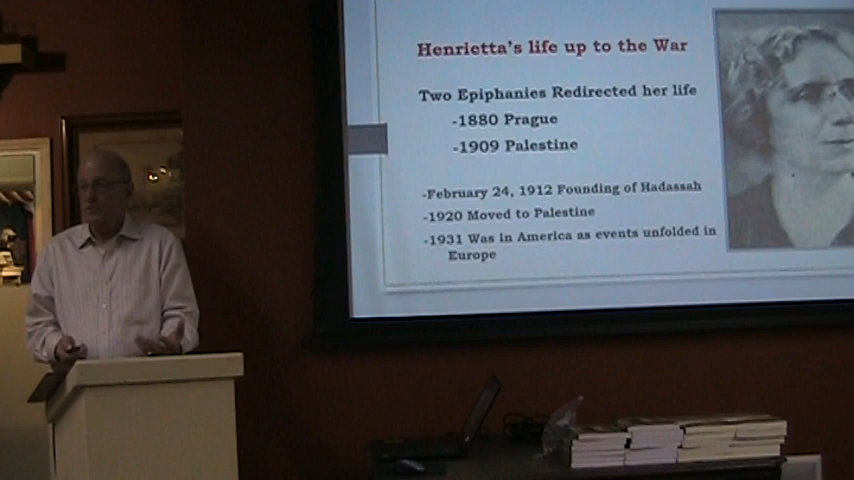 Henrietta's life up to the War
Two Epiphanies Redirected her life
-1880 Prague
-1909 Palestine
-February 24, 1912 Founding of Hadassah
-1920 Moved to Palestine
-1931 Was in America as events unfolded in
Europe